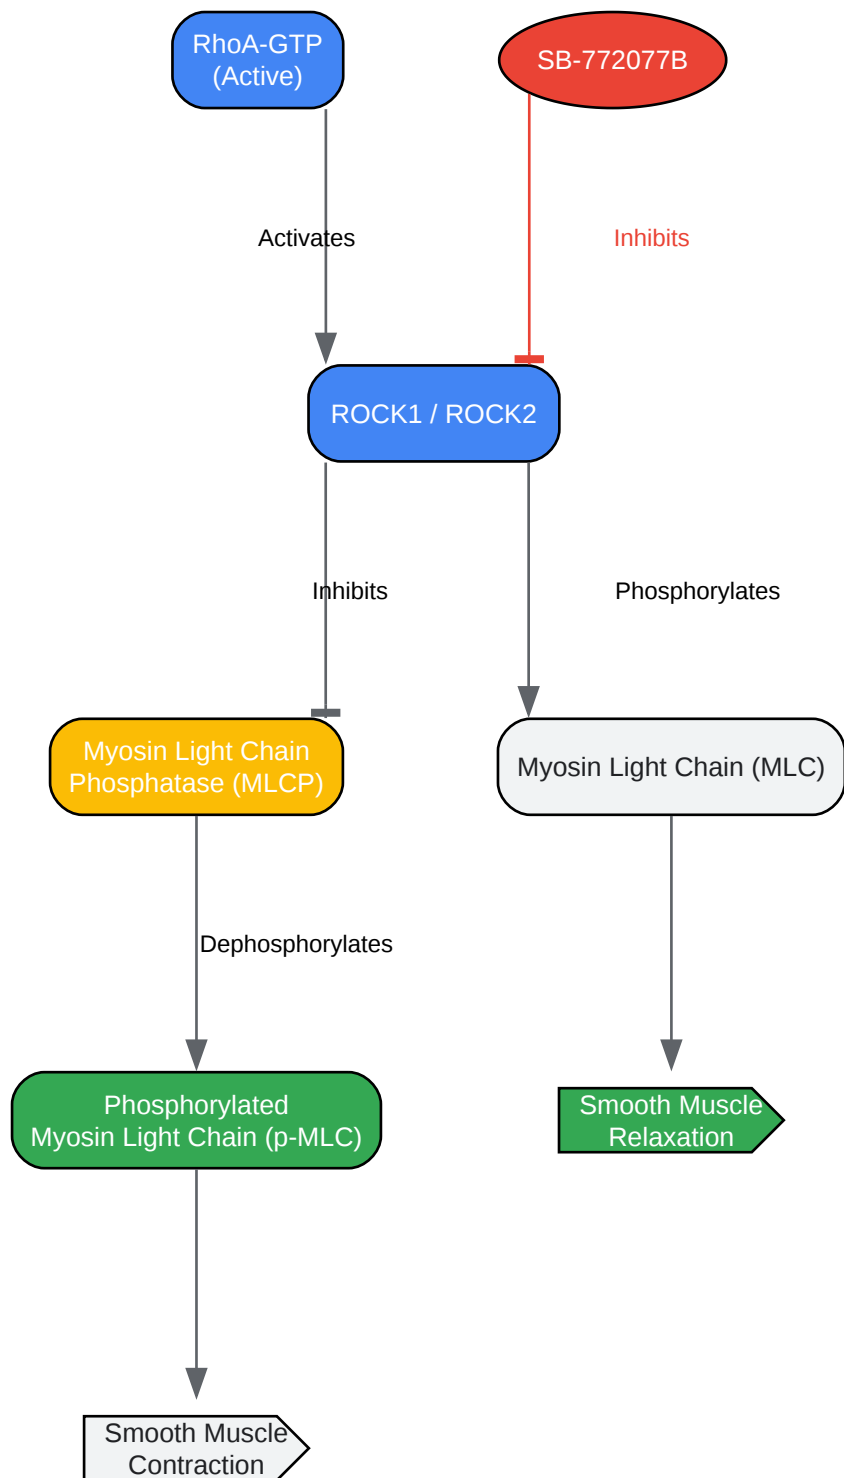 RhoA-GTP
(Active)
SB-772077B
Activates
Inhibits
ROCK1 / ROCK2
Inhibits
Phosphorylates
Myosin Light Chain
Phosphatase (MLCP)
Myosin Light Chain (MLC)
Dephosphorylates
Phosphorylated
Myosin Light Chain (p-MLC)
Smooth Muscle
Relaxation
Smooth Muscle
Contraction